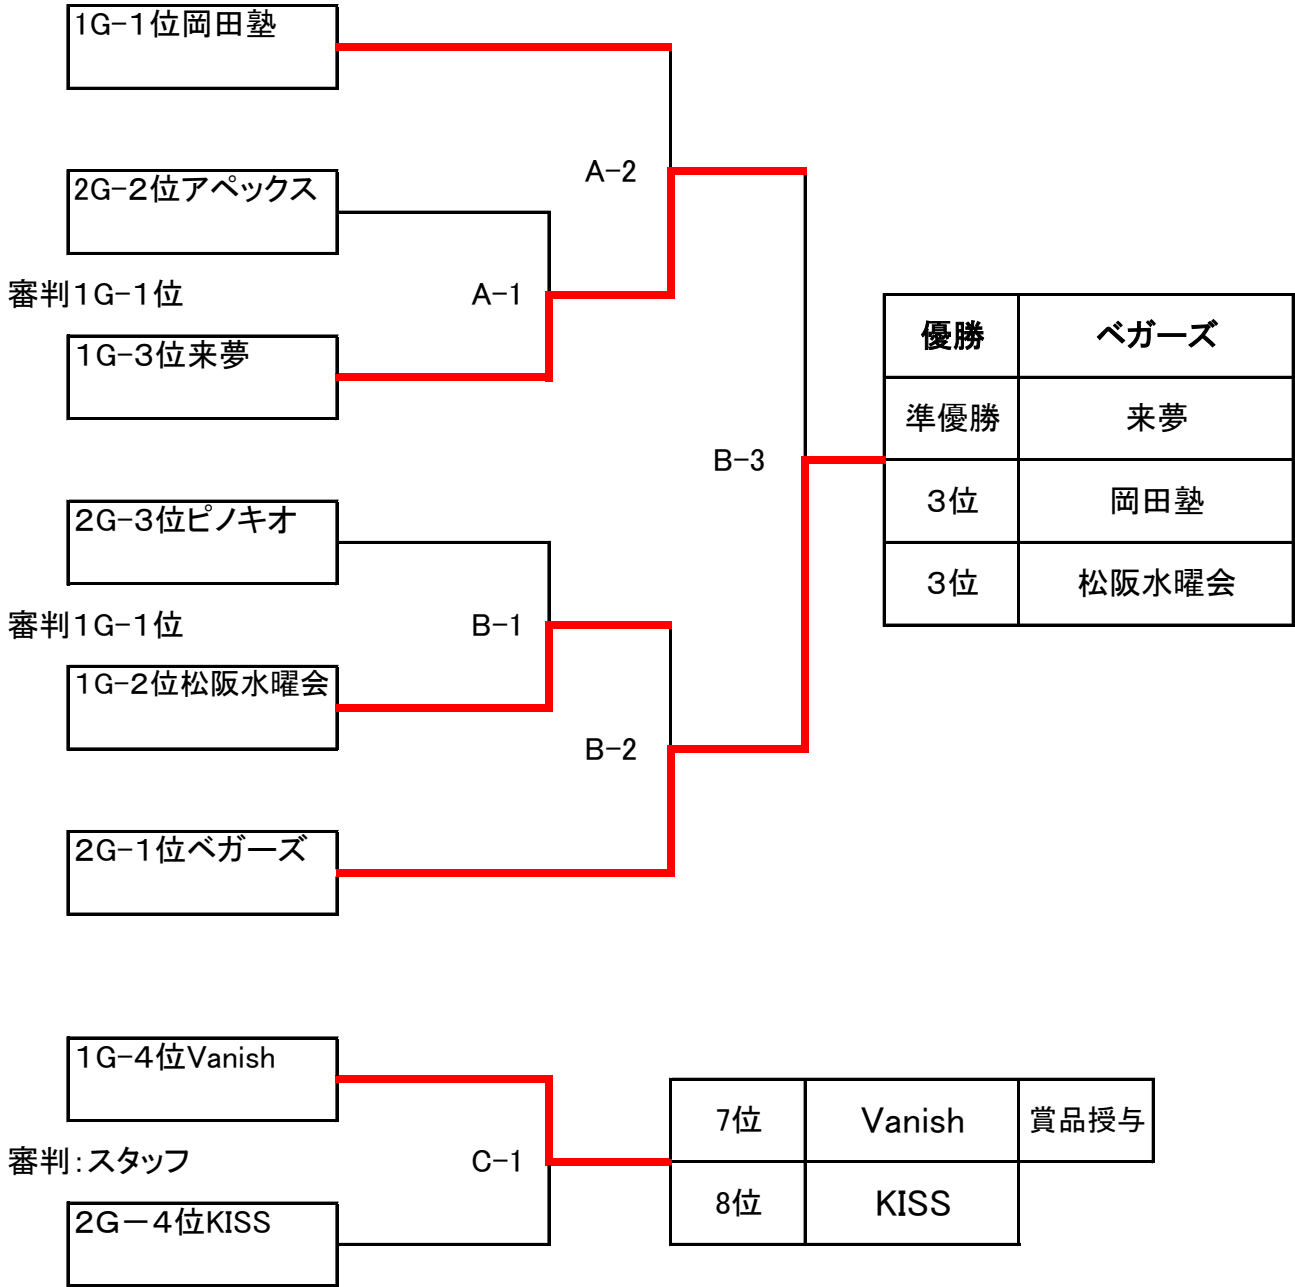 1G-1位岡田塾
A-2
2G-2位アペックス
審判1G-1位
A-1
1G-3位来夢
優勝 ベガーズ
準優勝 来夢
3位 岡田塾
3位 松阪水曜会
B-3
2G-3位ピノキオ
審判1G-1位
B-1
1G-2位松阪水曜会
B-2
2G-1位ベガーズ
1G-4位Vanish
審判：スタッフ
C-1
2G－4位KISS
7位 Vanish 賞品授与
8位 KISS